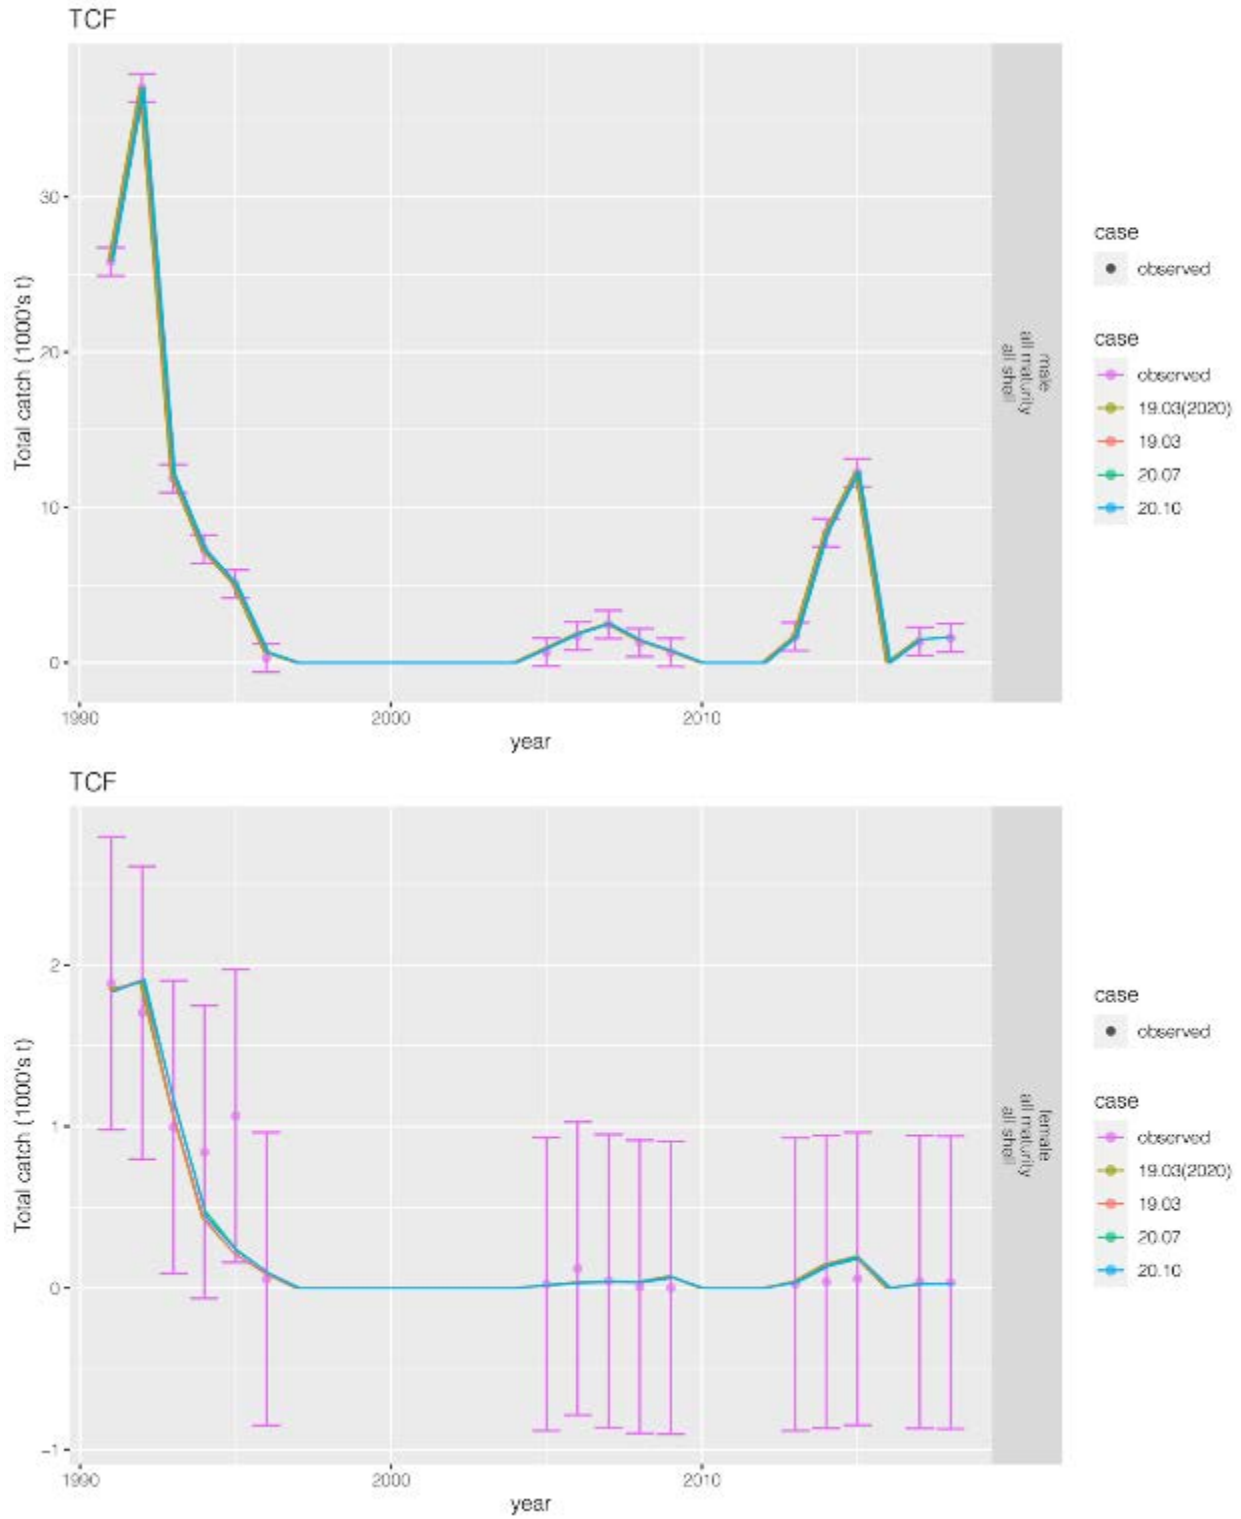 TCF
30
20
10
0
Total catch (1000's t)
1990
2000
2010
year
male
all maturity
all shell
case
observed
case
observed
19.03(2020)
19.03
20.07
20.10
TCF
2
1
0
−1
Total catch (1000's t)
1990
2000
2010
year
female
all maturity
all shell
case
observed
case
observed
19.03(2020)
19.03
20.07
20.10